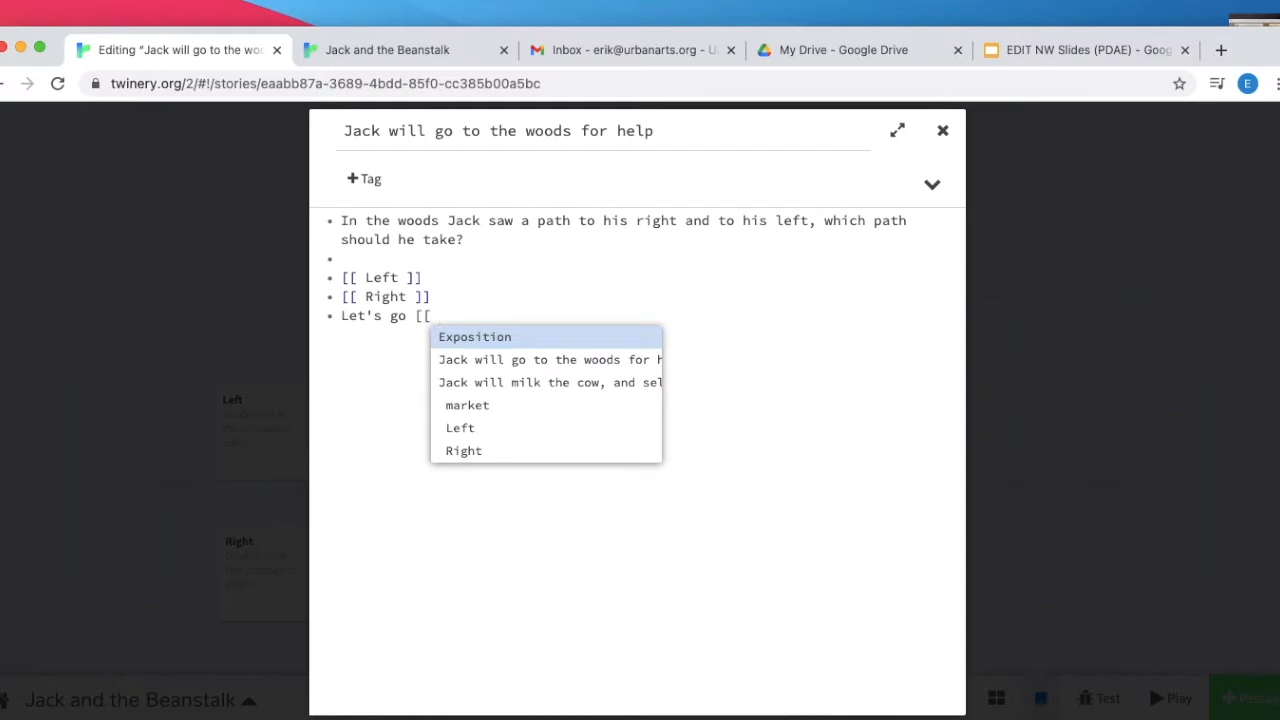 Editing “Jack will go to the woo
Jack and the Beanstalk
Inbox - erik@urbanarts.org - U
My Drive - Google Drive
EDIT NW Slides (PDAE) - Goog
twinery.org/2/#!/stories/eaabb87a-3689-4bdd-85f0-cc385b00a5bc
E
Jack will go to the woods for help
+ Tag
In the woods Jack saw a path to his right and to his left, which path
should he take?
[[ Left ]]
[[ Right ]]
Let's go [[
Exposition
Jack will go to the woods for h
Jack will milk the cow, and sel
market
Left
Right
Left
Right
Jack and the Beanstalk
Test
Play